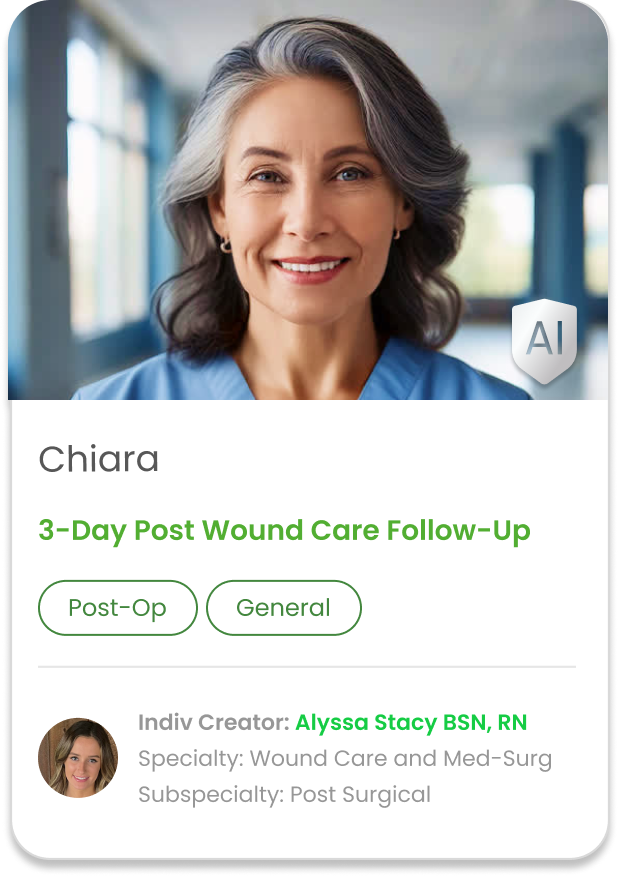 AI
Chiara
3-Day Post Wound Care Follow-Up
Post-Op General
Indiv Creator: Alyssa Stacy BSN, RN
Specialty: Wound Care and Med-Surg
Subspecialty: Post Surgical